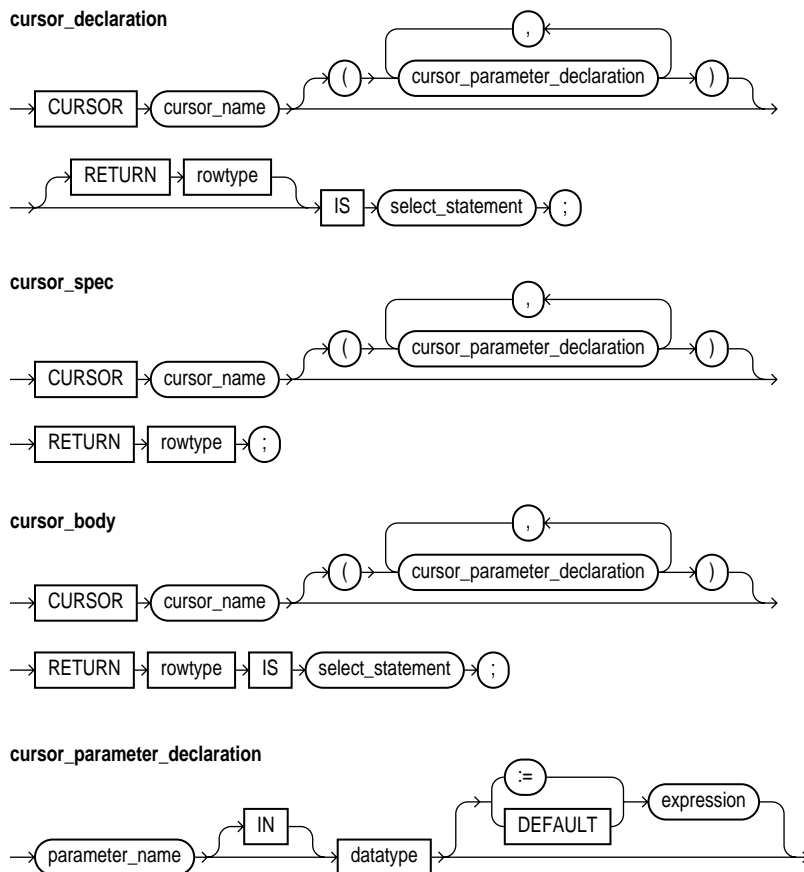 cursor_declaration
,
( cursor_parameter_declaration )
CURSOR cursor_name
RETURN rowtype
IS select_statement ;
cursor_spec
,
( cursor_parameter_declaration )
CURSOR cursor_name
RETURN rowtype ;
cursor_body
,
( cursor_parameter_declaration )
CURSOR cursor_name
RETURN rowtype IS select_statement ;
cursor_parameter_declaration
:=
expression
IN DEFAULT
parameter_name datatype